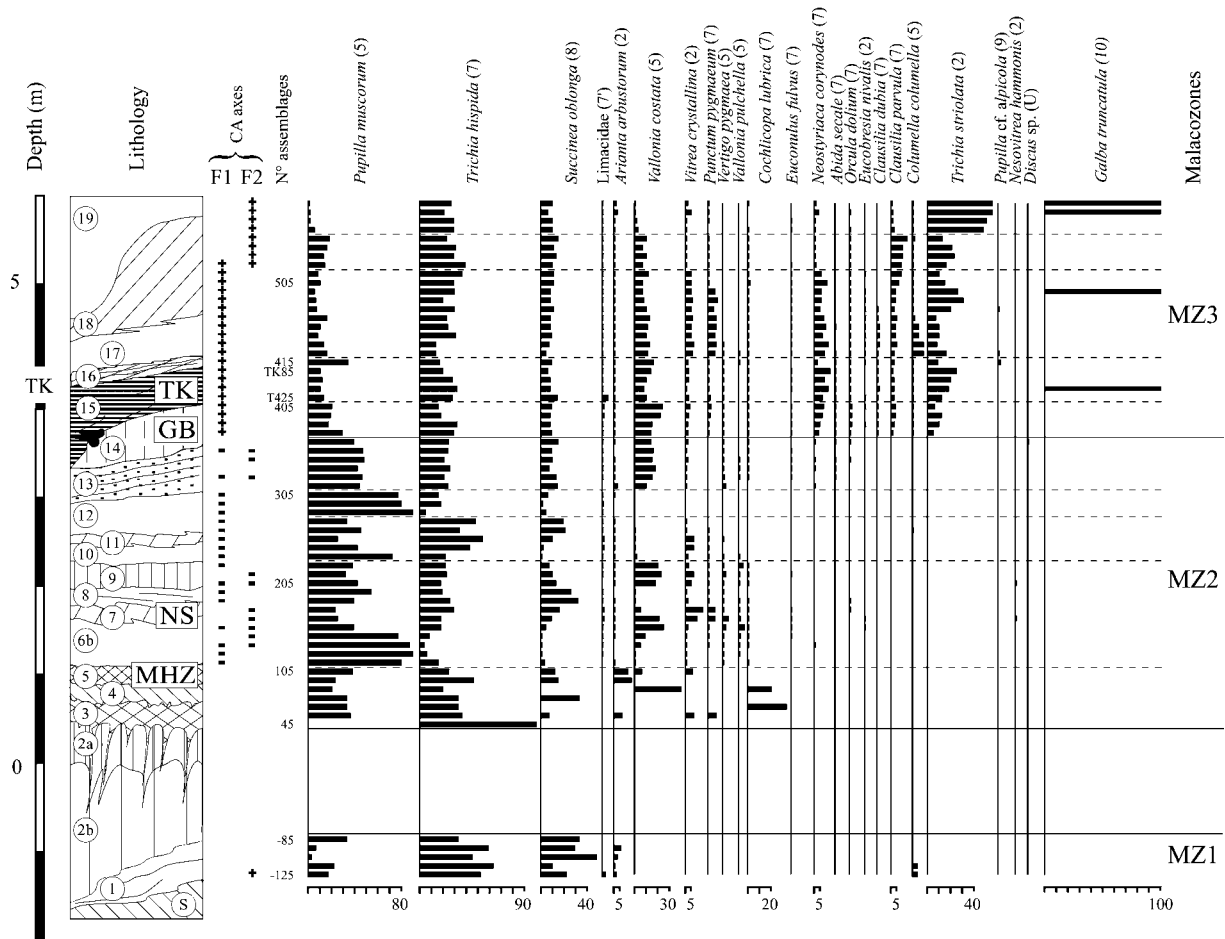 Depth (m)
Lithology
CA axes
F1
F2
N° assemblages
Pupilla muscorum (5)
Trichia hispida (7)
Succinea oblonga (8)
Limacidae (7')
Arianta arbustorum (2)
Vallonia costata (5)
Vitrea crystallina (2)
Punctum pygmaeum (7)
Vertigo pygmaea (5)
Vallonia pulchella (5)
Cochlicopa lubrica (7)
Euconulus fulvus (7)
Neostyriaca corynodes (7)
Abida secale (7)
Orcula dolium (7)
Eucobresia nivalis (2)
Clausilia dubia (7)
Clausilia parvula (7)
Columella columella (5)
Trichia striolata (2)
Pupilla cf. alpicola (9)
Nesovitrea hammonis (2)
Discus sp. (U)
Galba truncatula (10)
Malacozones
19
5
505
MZ3
18
17
415
TK
16
TK
TK85
T425
15
405
GB
14
13
305
12
11
10
9
205
MZ2
8
7
NS
6b
5
MHZ
105
4
3
45
2a
0
2b
-85
MZ1
1
-125
S
80
90
40
5
30
5
20
5
5
40
100